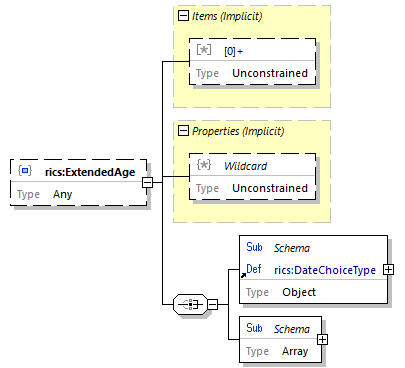 Items (Implicit)
[0]+
Type Unconstrained
Properties (Implicit)
Wildcard
Type Unconstrained
rics:ExtendedAge
Type Any
Sub Schema
Def rics:DateChoiceType
Type Object
Sub Schema
Type Array